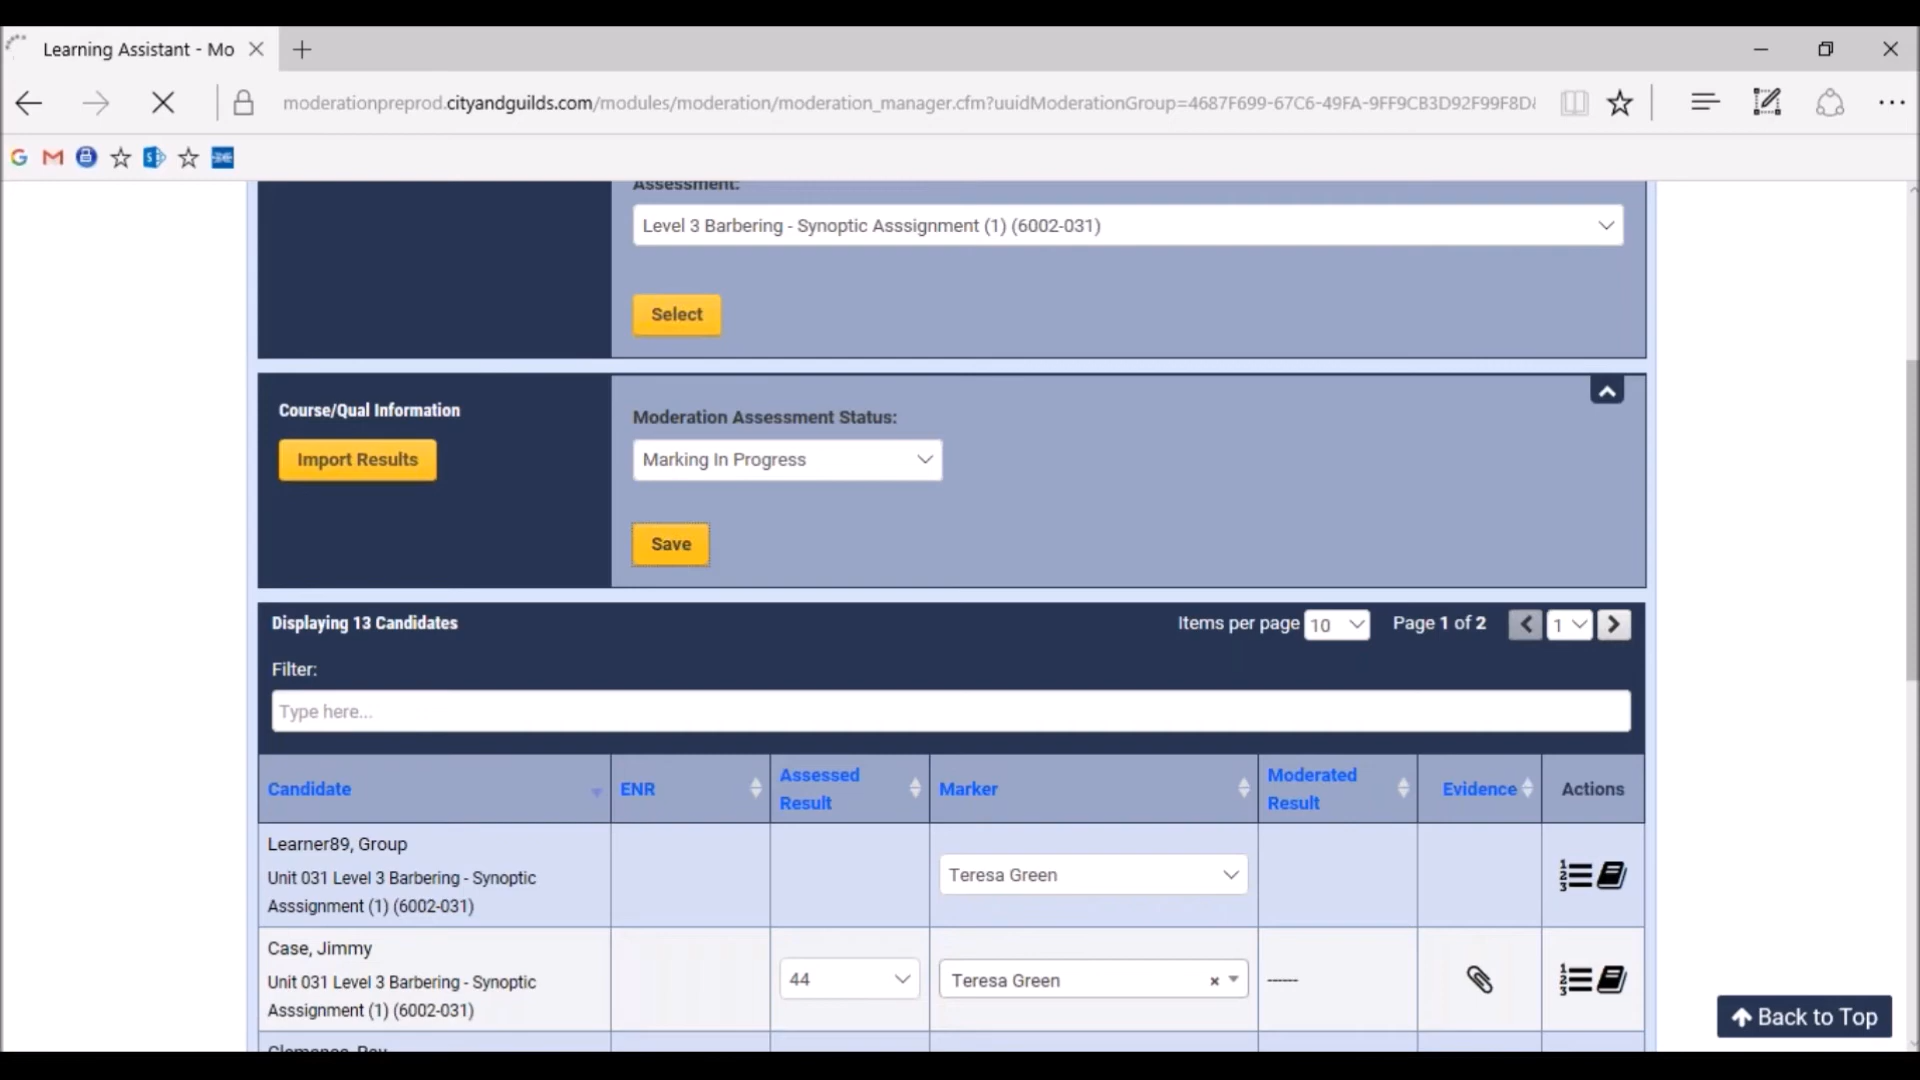 Learning Assistant - Mo
moderationpreprod.cityandguilds.com/modules/moderation/moderation_manager.cfm?uuidModerationGroup=4687F699-67C6-49FA-9FF9CB3D92F99F8D
Assessment:
Level 3 Barbering - Synoptic Asssignment (1) (6002-031)
Select
Course/Qual Information
Import Results
Moderation Assessment Status:
Marking In Progress
Save
Displaying 13 Candidates
Items per page 10
Page 1 of 2
1
Filter:
Type here...
Candidate
ENR
Assessed
Result
Marker
Moderated
Result
Evidence
Actions
Learner89, Group
Unit 031 Level 3 Barbering - Synoptic
Asssignment (1) (6002-031)
Teresa Green
Case, Jimmy
Unit 031 Level 3 Barbering - Synoptic
Asssignment (1) (6002-031)
44
Teresa Green
------
Back to Top